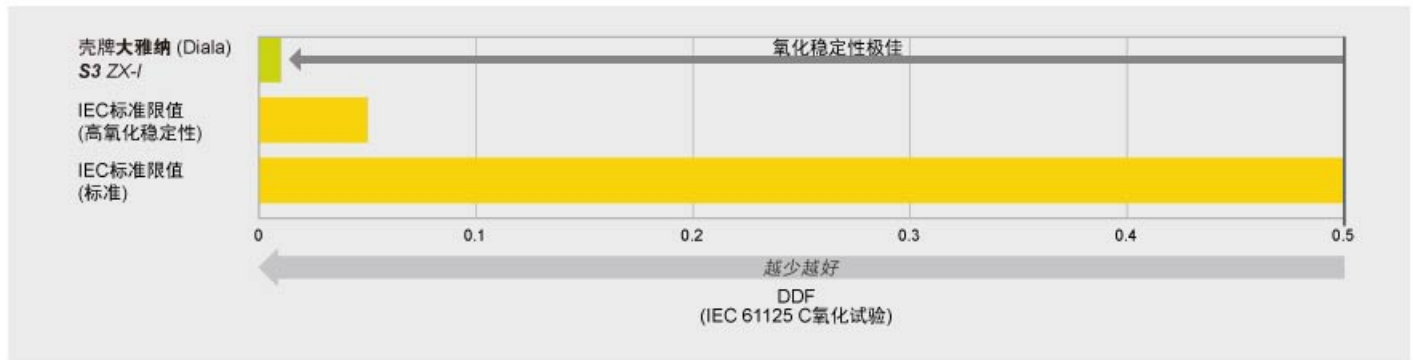 壳牌大雅纳 (Diala)
S3 ZX-I
氧化稳定性极佳
IEC标准限值
(高氧化稳定性)
IEC标准限值
(标准)
0 0.1 0.2 0.3 0.4 0.5
越少越好
DDF
(IEC 61125 C氧化试验)